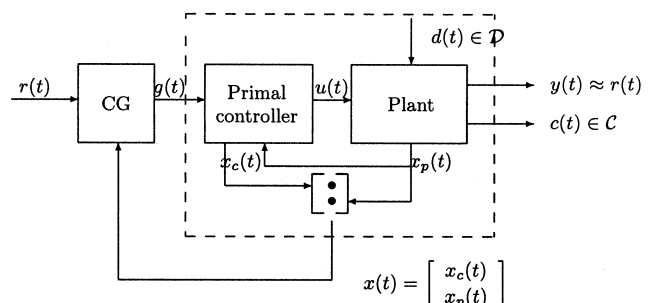 d(t) ∈ 𝒟
r(t)
CG
g(t)
Primal
controller
u(t)
Plant
y(t) ≈ r(t)
c(t) ∈ 𝒞
x_c(t)
x_p(t)
x(t) = [ x_c(t)
x_p(t) ]